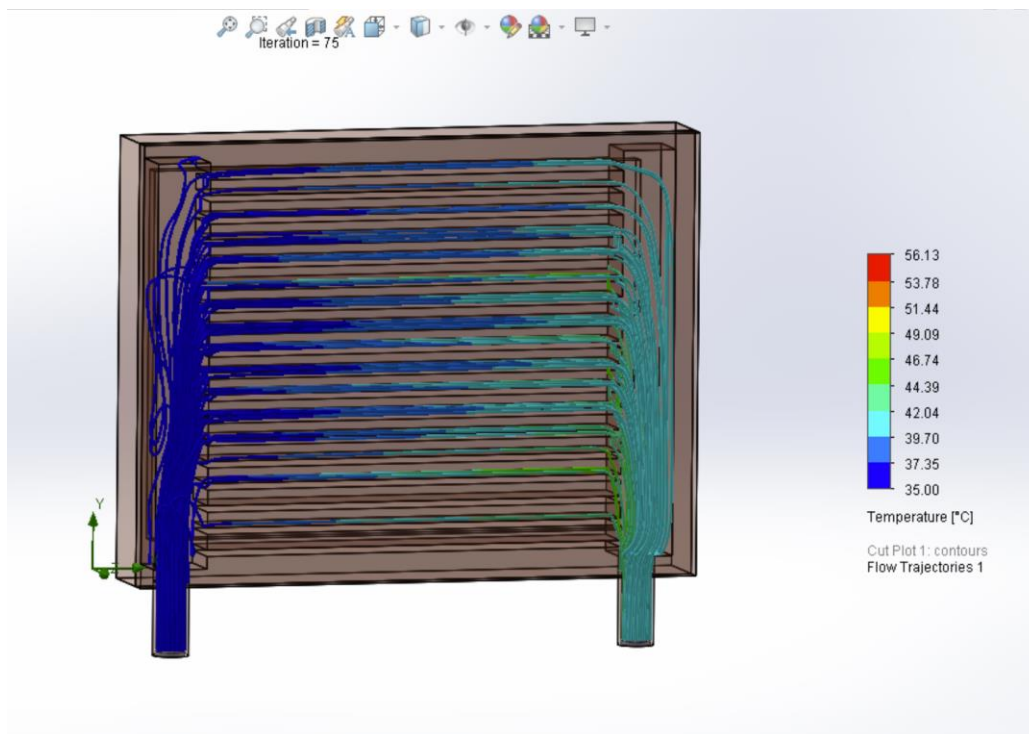 Iteration = 75
56.13
53.78
51.44
49.09
46.74
44.39
42.04
39.70
37.35
35.00
Temperature [°C]
Cut Plot 1: contours
Flow Trajectories 1
Y